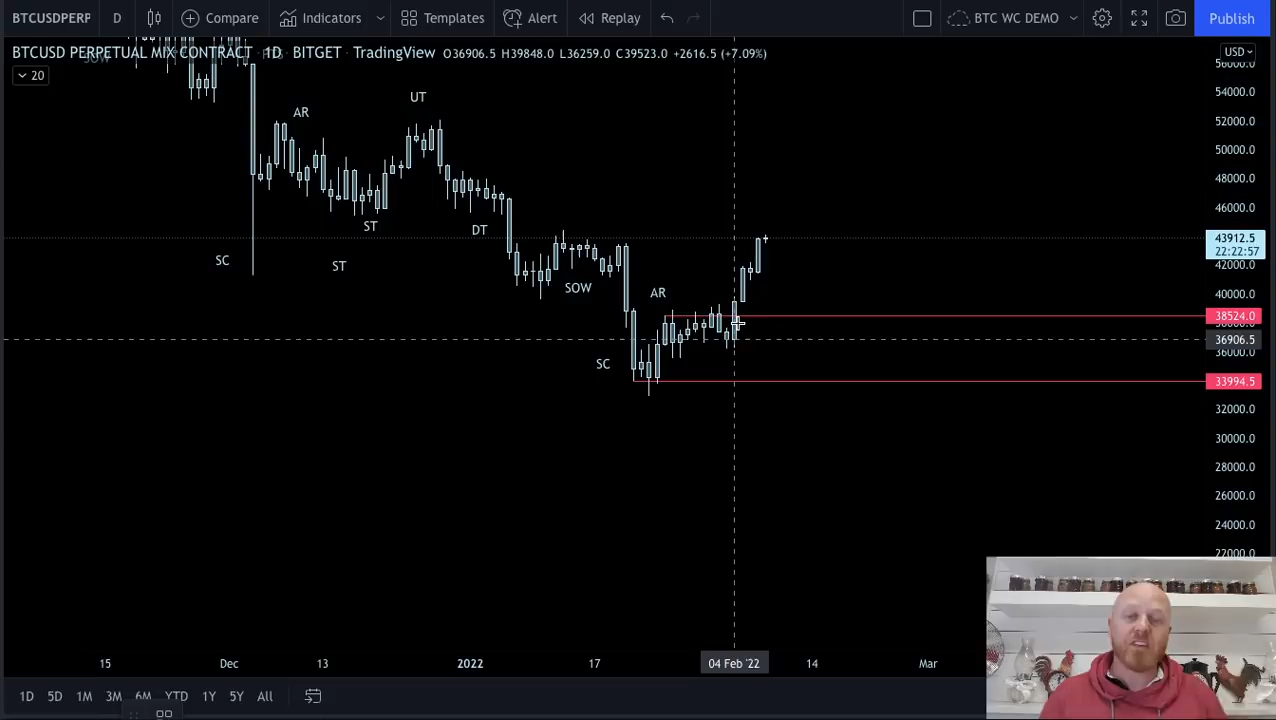 BTCUSDPERP D Compare Indicators Templates Alert Replay BTC WC DEMO Publish
BTCUSD PERPETUAL MIX CONTRACT · 1D · BITGET · TradingView O36906.5 H39848.0 L36259.0 C39523.0 +2616.5 (+7.09%)
USD
SOW
56000.0
20
54000.0
UT
AR
52000.0
50000.0
48000.0
46000.0
ST
DT
43912.5
22:22:57
SC
ST
42000.0
SOW
AR
40000.0
38524.0
38000.0
36906.5
36000.0
SC
33994.5
32000.0
30000.0
28000.0
26000.0
24000.0
22000.0
15 Dec 13 2022 17 04 Feb '22 14 Mar
1D 5D 1M 3M 6M YTD 1Y 5Y All